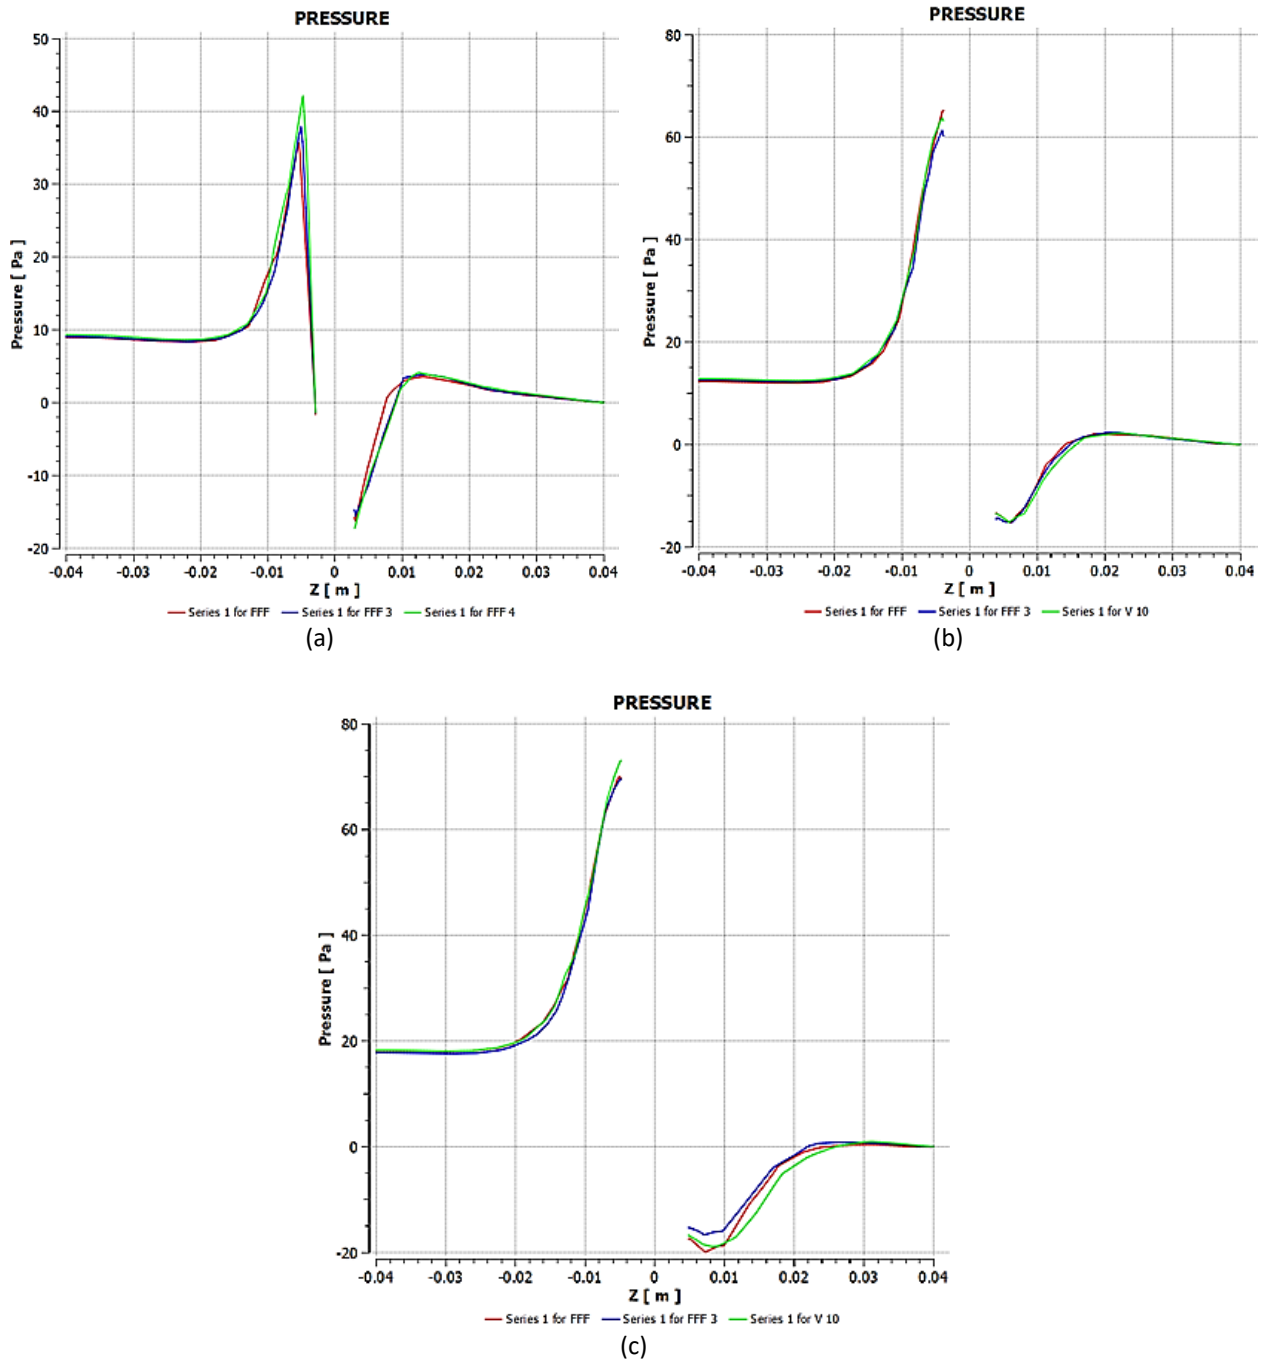 PRESSURE
50
40
30
20
10
0
-10
-20
Pressure [ Pa ]
-0.04 -0.03 -0.02 -0.01 0 0.01 0.02 0.03 0.04
Z [ m ]
Series 1 for FFF Series 1 for FFF 3 Series 1 for FFF 4
(a)
PRESSURE
80
60
40
20
0
-20
Pressure [ Pa ]
-0.04 -0.03 -0.02 -0.01 0 0.01 0.02 0.03 0.04
Z [ m ]
Series 1 for FFF Series 1 for FFF 3 Series 1 for V 10
(b)
PRESSURE
80
60
40
20
0
-20
Pressure [ Pa ]
-0.04 -0.03 -0.02 -0.01 0 0.01 0.02 0.03 0.04
Z [ m ]
Series 1 for FFF Series 1 for FFF 3 Series 1 for V 10
(c)